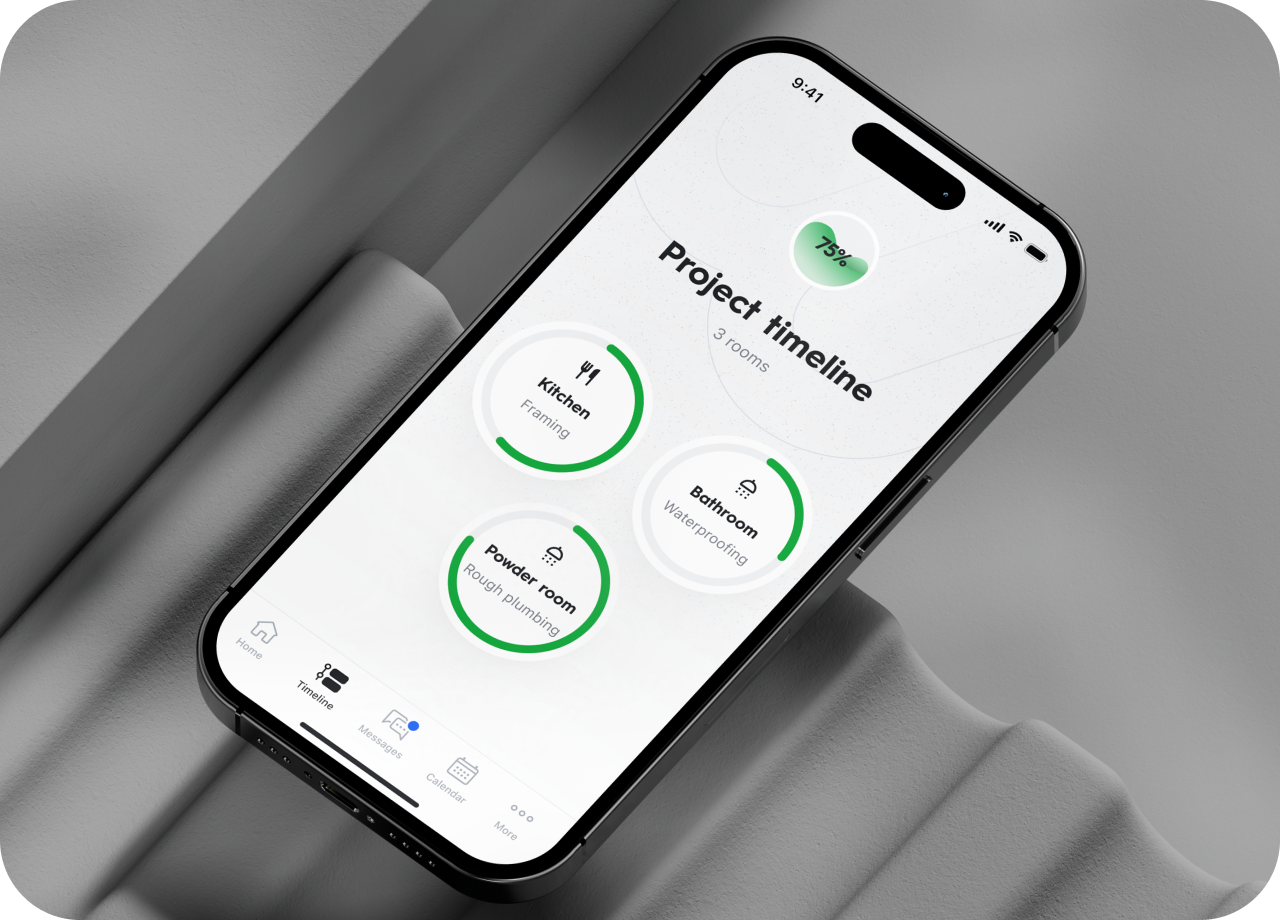 9:41
75%
Project timeline
3 rooms
Kitchen
Framing
Bathroom
Waterproofing
Powder room
Rough plumbing
Home
Timeline
Messages
Calendar
More